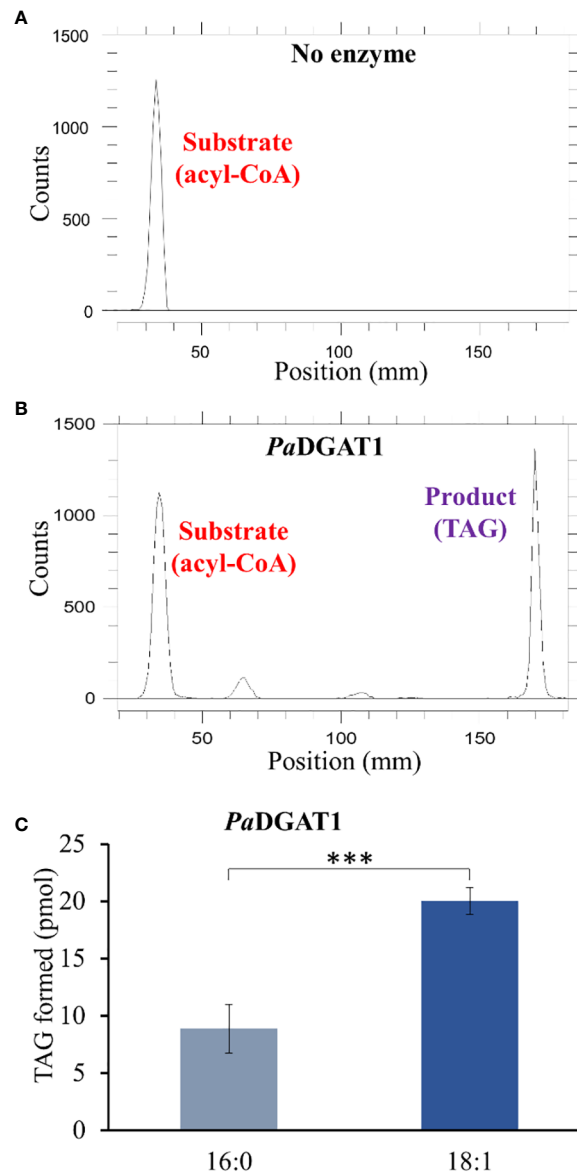 A
No enzyme
1500
1000
500
0
Counts
Substrate
(acyl-CoA)
50
100
150
Position (mm)
B
PaDGAT1
1500
1000
500
0
Counts
Substrate
(acyl-CoA)
Product
(TAG)
50
100
150
Position (mm)
C
PaDGAT1
25
20
15
10
5
0
TAG formed (pmol)
***
16:0
18:1